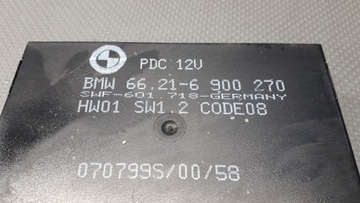 PDC 12V
BMW 66.21-6 900 270
SWF-601.718-GERMANY
HW01 SW1.2 CODE08
070799S/00/58